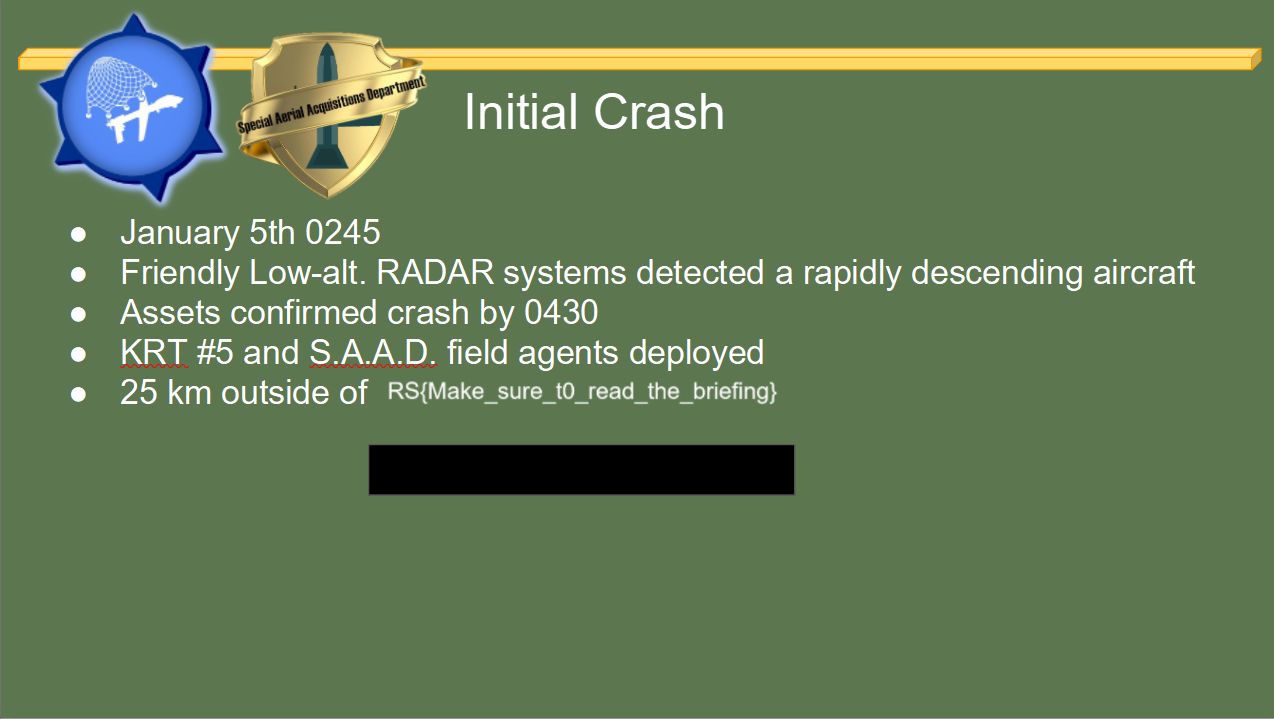 Special Aerial Acquisitions Department
Initial Crash
● January 5th 0245
● Friendly Low-alt. RADAR systems detected a rapidly descending aircraft
● Assets confirmed crash by 0430
● KRT #5 and S.A.A.D. field agents deployed
● 25 km outside of RS{Make_sure_t0_read_the_briefing}